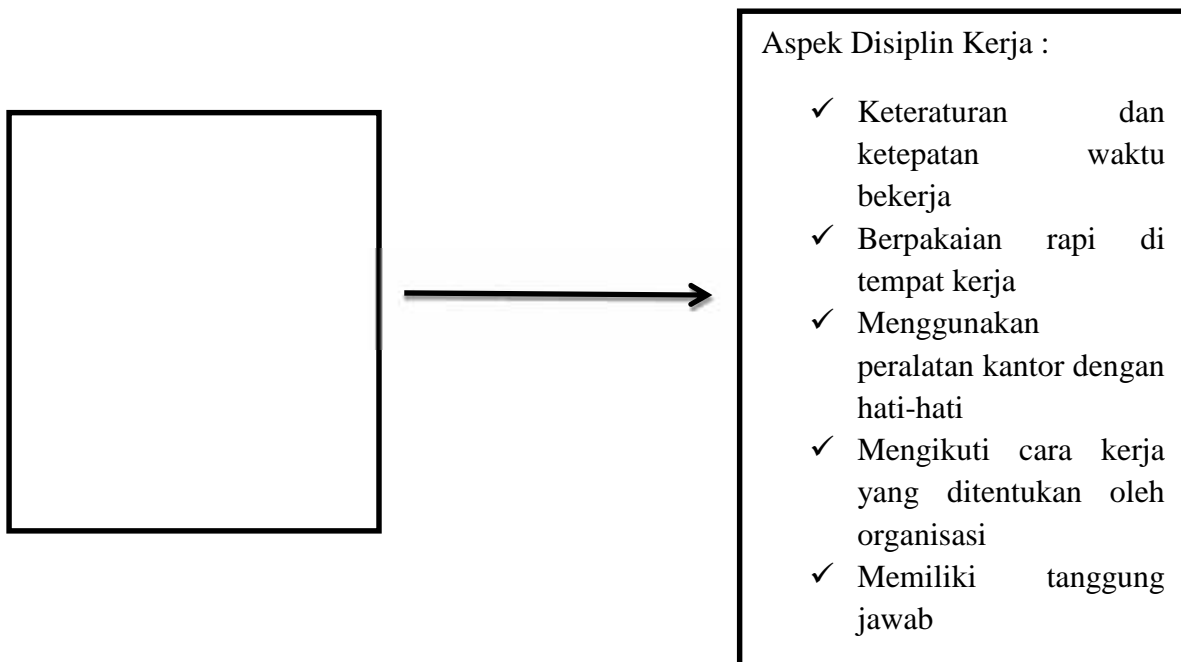 Aspek Disiplin Kerja :
✓ Keteraturan dan
ketepatan waktu
bekerja
✓ Berpakaian rapi di
tempat kerja
✓ Menggunakan
peralatan kantor dengan
hati-hati
✓ Mengikuti cara kerja
yang ditentukan oleh
organisasi
✓ Memiliki tanggung
jawab